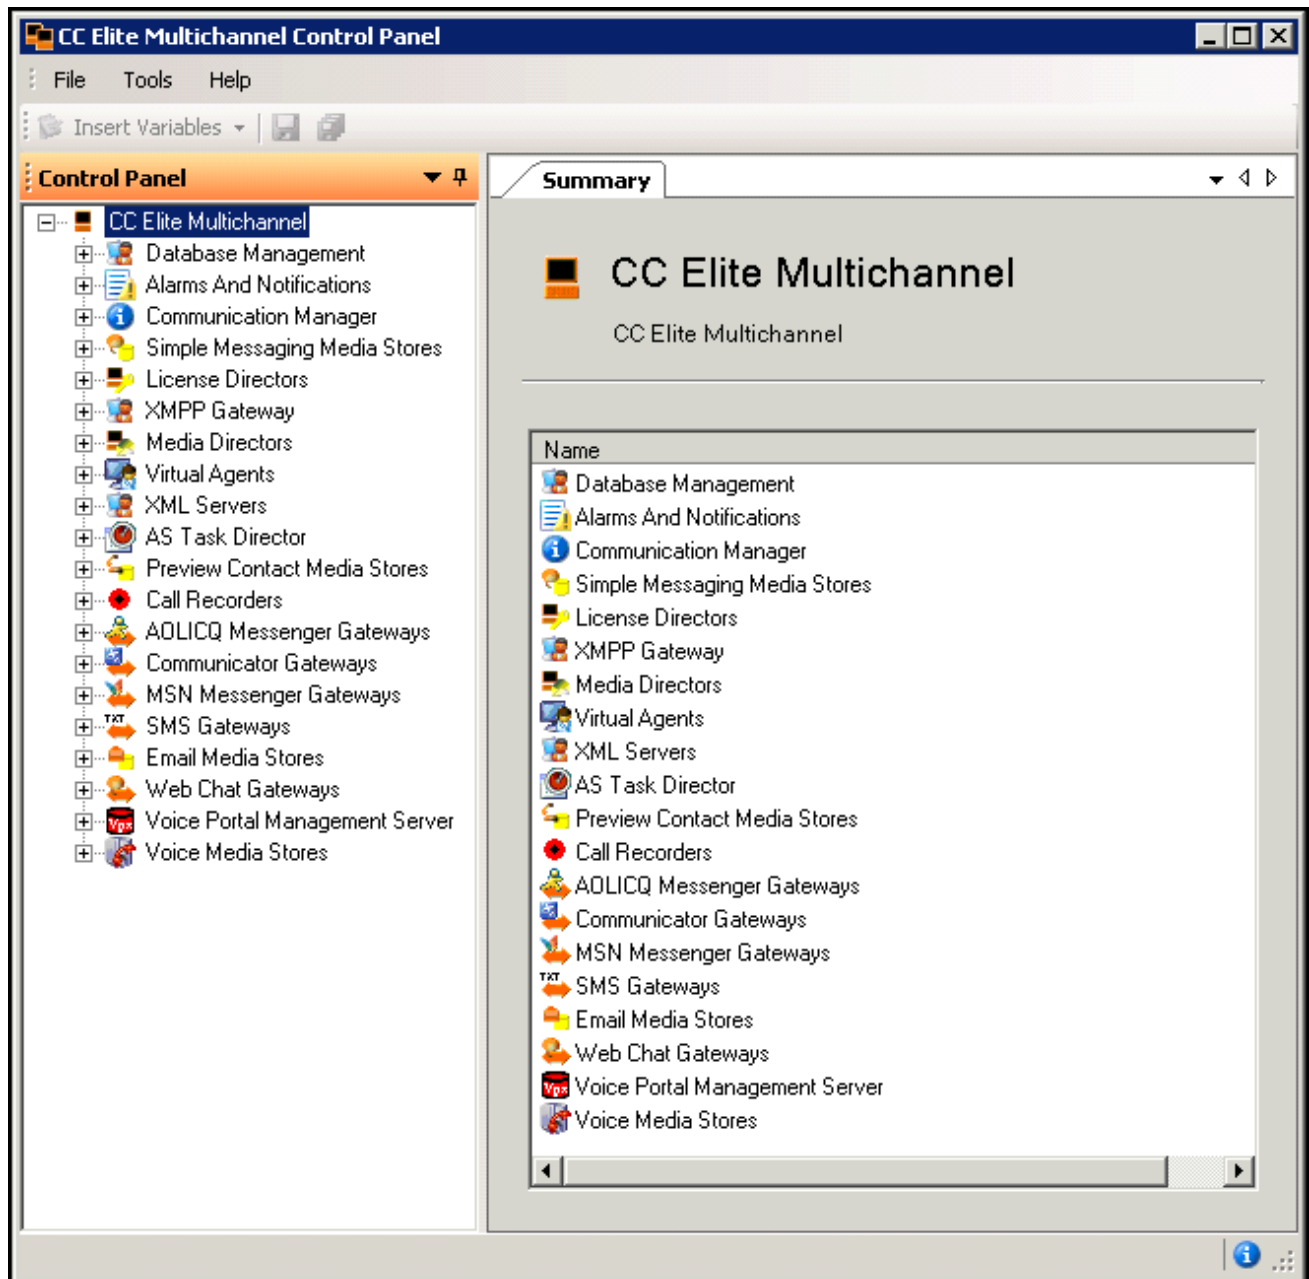 CC Elite Multichannel Control Panel
File Tools Help
Insert Variables
Control Panel
CC Elite Multichannel
Database Management
Alarms And Notifications
Communication Manager
Simple Messaging Media Stores
License Directors
XMPP Gateway
Media Directors
Virtual Agents
XML Servers
AS Task Director
Preview Contact Media Stores
Call Recorders
AOLICQ Messenger Gateways
Communicator Gateways
MSN Messenger Gateways
TXT SMS Gateways
Email Media Stores
Web Chat Gateways
Vpx Voice Portal Management Server
Voice Media Stores
Summary
CC Elite Multichannel
CC Elite Multichannel
Name
Database Management
Alarms And Notifications
Communication Manager
Simple Messaging Media Stores
License Directors
XMPP Gateway
Media Directors
Virtual Agents
XML Servers
AS Task Director
Preview Contact Media Stores
Call Recorders
AOLICQ Messenger Gateways
Communicator Gateways
MSN Messenger Gateways
TXT SMS Gateways
Email Media Stores
Web Chat Gateways
Vpx Voice Portal Management Server
Voice Media Stores